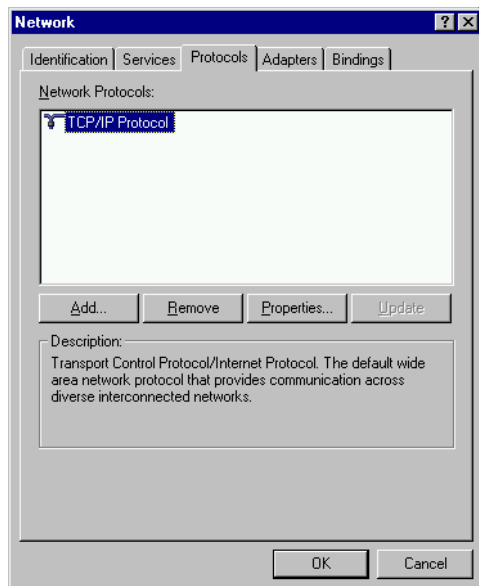 Network
Identification Services Protocols Adapters Bindings
Network Protocols:
TCP/IP Protocol
Add... Remove Properties... Update
Description:
Transport Control Protocol/Internet Protocol. The default wide
area network protocol that provides communication across
diverse interconnected networks.
OK Cancel